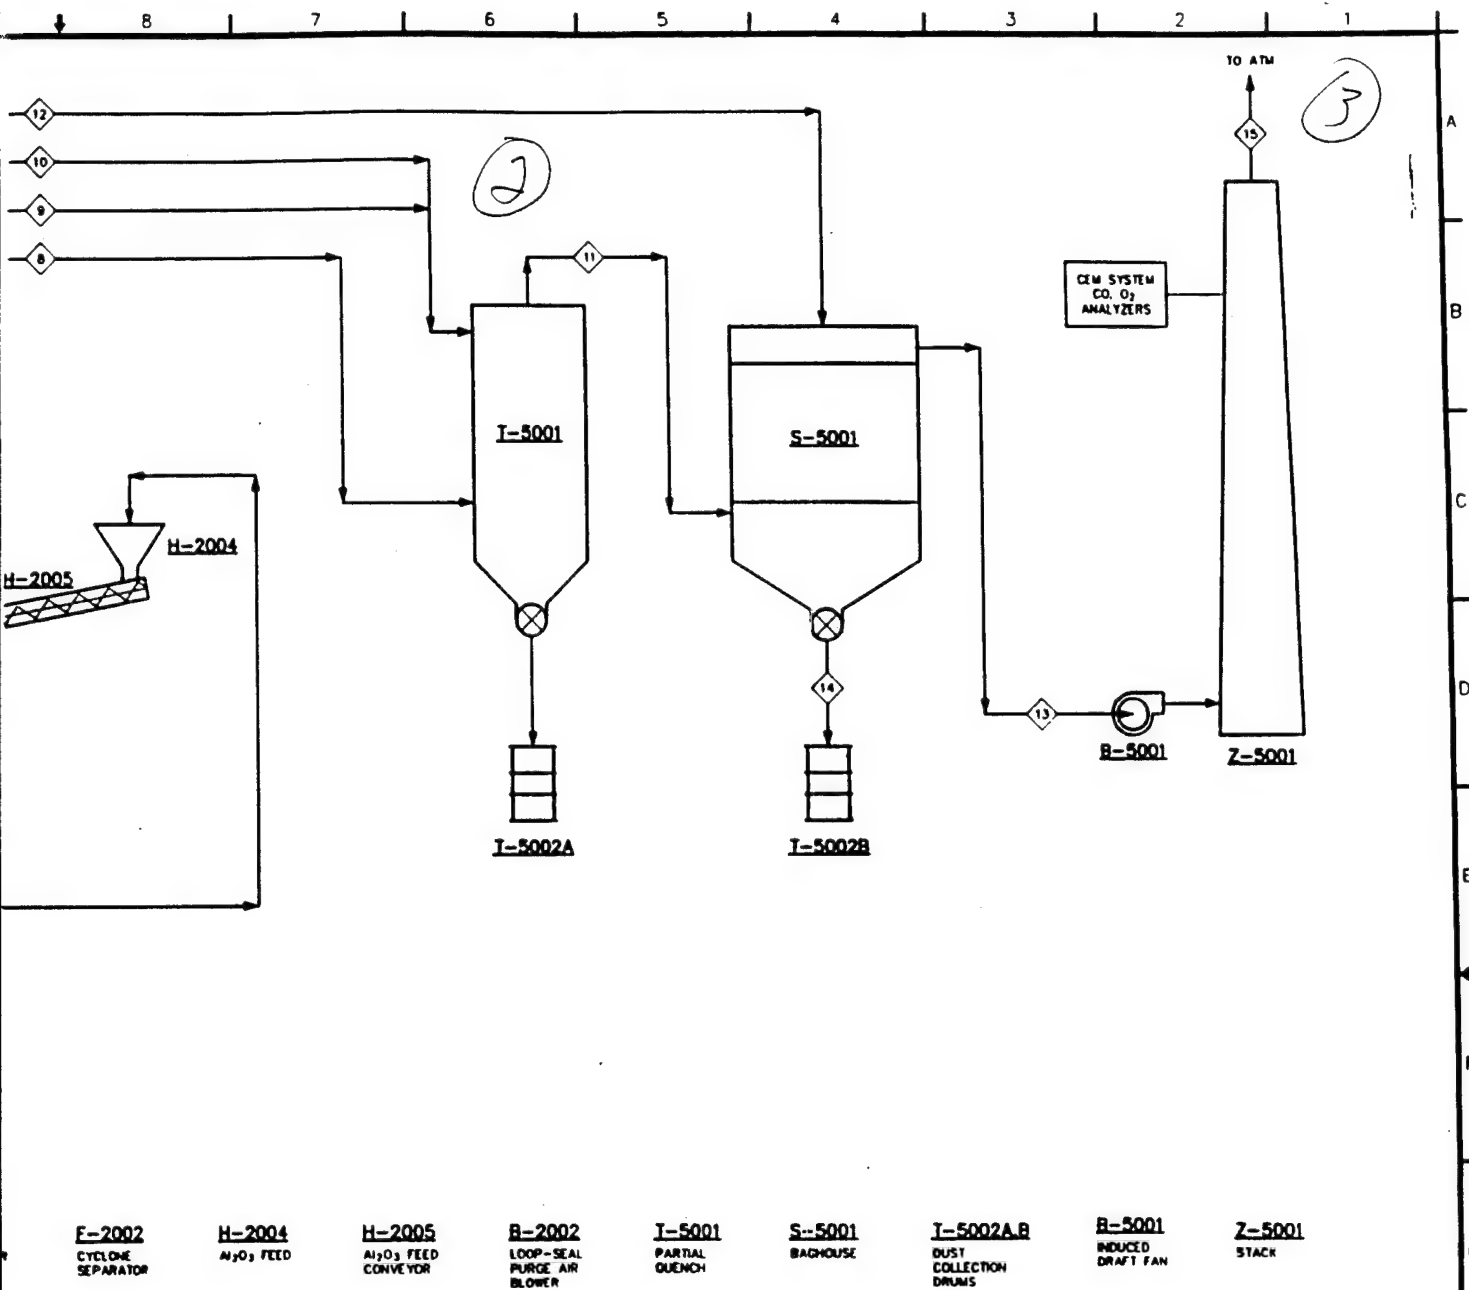 8 7 6 5 4 3 2 1
TO ATM
3
12
15
A
10
2
9
8
11
CEM SYSTEM
CO, O₂
ANALYZERS
B
T-5001
S-5001
C
H-2004
H-2005
14
13
D
B-5001
Z-5001
T-5002A
T-5002B
E
F-2002
CYCLONE
SEPARATOR
H-2004
Al₂O₃ FEED
H-2005
Al₂O₃ FEED
CONVEYOR
B-2002
LOOP-SEAL
PURGE AIR
BLOWER
T-5001
PARTIAL
QUENCH
S-5001
BAGHOUSE
T-5002A,B
DUST
COLLECTION
DRUMS
B-5001
INDUCED
DRAFT FAN
Z-5001
STACK